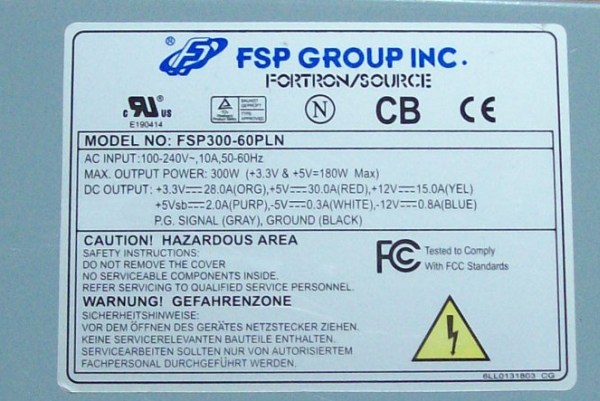 FSP GROUP INC.
FORTRON/SOURCE
c RU US
E190414
N
CB CE
MODEL NO: FSP300-60PLN
AC INPUT:100-240V~,10A,50-60Hz
MAX. OUTPUT POWER: 300W (+3.3V & +5V=180W Max)
DC OUTPUT: +3.3V⎓28.0A(ORG),+5V⎓30.0A(RED),+12V⎓15.0A(YEL)
+5Vsb⎓2.0A(PURP),-5V⎓0.3A(WHITE),-12V⎓0.8A(BLUE)
P.G. SIGNAL (GRAY), GROUND (BLACK)
CAUTION! HAZARDOUS AREA
SAFETY INSTRUCTIONS:
DO NOT REMOVE THE COVER
NO SERVICEABLE COMPONENTS INSIDE.
REFER SERVICING TO QUALIFIED SERVICE PERSONNEL.
FC Tested to Comply
With FCC Standards
WARNUNG! GEFAHRENZONE
SICHERHEITSHINWEISE:
VOR DEM ÖFFNEN DES GERÄTES NETZSTECKER ZIEHEN.
KEINE SERVICERELEVANTEN BAUTEILE ENTHALTEN.
SERVICEARBEITEN SOLLTEN NUR VON AUTORISIERTEM
FACHPERSONAL DURCHGEFÜHRT WERDEN.
6LL0131803 CG